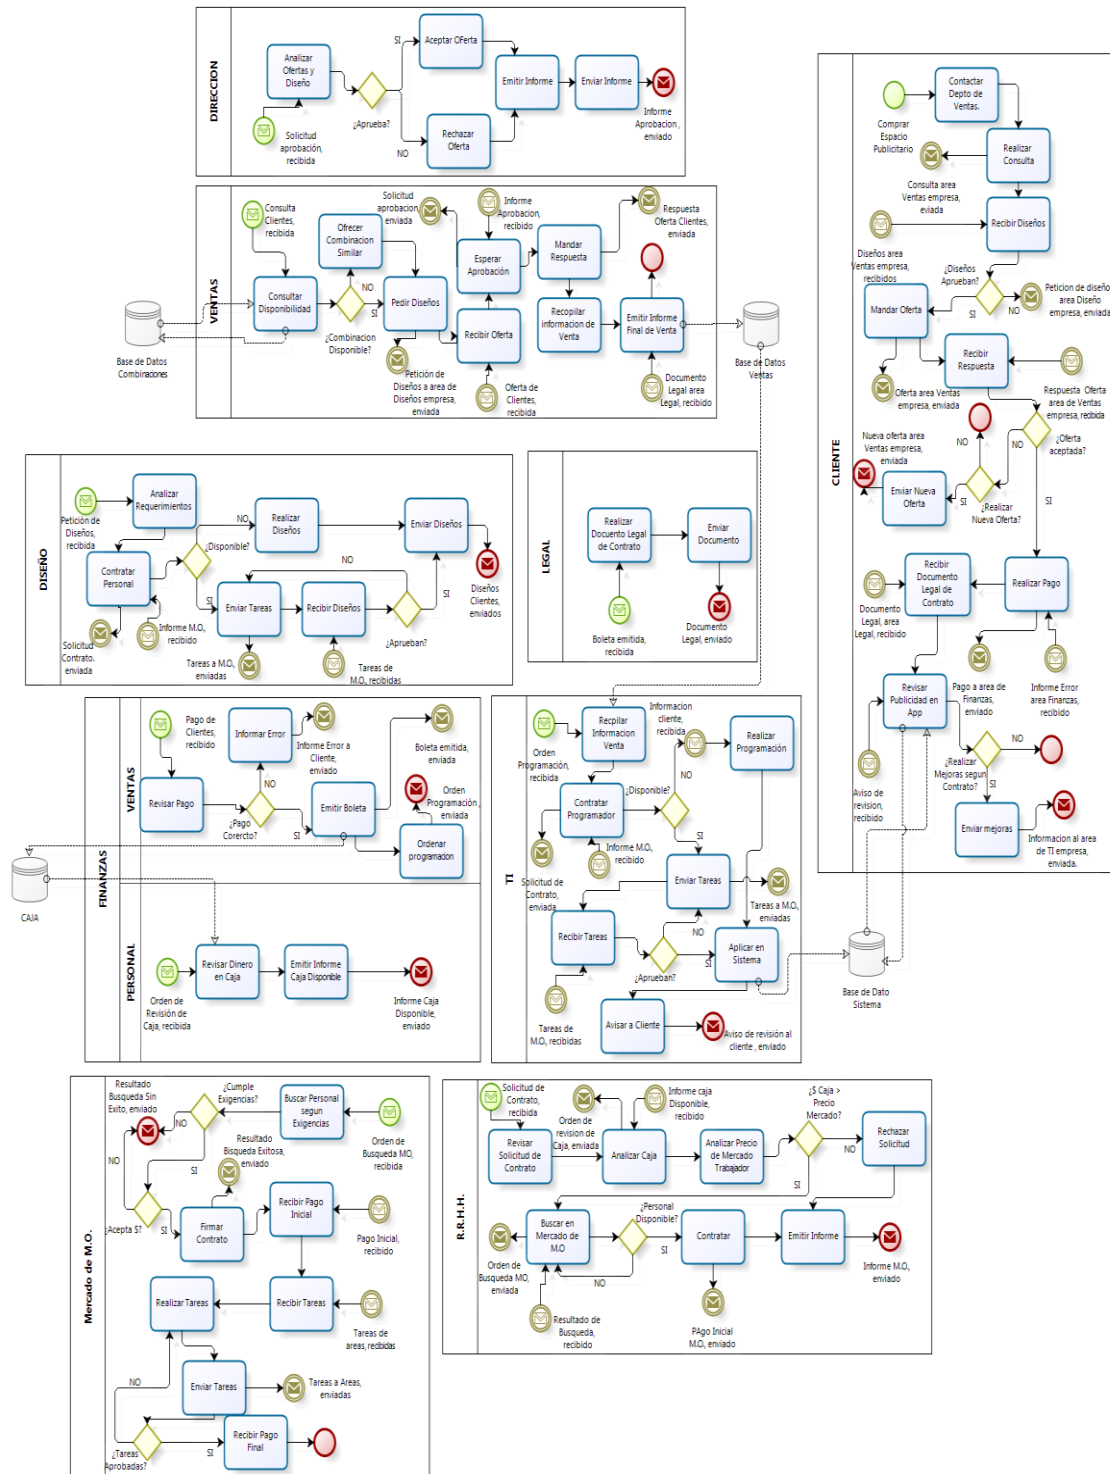 DIRECCION
Analizar
Ofertas y
Diseño
Solicitud
aprobación,
recibida
¿Aprueba?
SI
NO
Aceptar OFerta
Rechazar
Oferta
Emitir Informe
Enviar Informe
Informe
Aprobacion ,
enviado
VENTAS
Consulta
Clientes,
recibida
Consultar
Disponibilidad
Ofrecer
Combinacion
Similar
NO
SI
¿Combinacion
Disponible?
Solicitud
aprobacion,
enviada
Pedir Diseños
Petición de
Diseños a area de
Diseños empresa,
enviada
Informe
Aprobacion,
recibido
Esperar
Aprobación
Recibir Oferta
Oferta de
Clientes,
recibida
Mandar
Respuesta
Respuesta
Oferta Clientes,
enviada
Recopilar
informacion de
Venta
Emitir Informe
Final de Venta
Documento
Legal area
Legal, recibido
Base de Datos
Combinaciones
Base de Datos
Ventas
CLIENTE
Comprar
Espacio
Publicitario
Contactar
Depto de
Ventas.
Realizar
Consulta
Consulta area
Ventas empresa,
eviada
Recibir Diseños
Diseños area
Ventas empresa,
recibidos
¿Diseños
Aprueban?
NO
SI
Peticion de diseño
area Diseño
empresa, enviada
Mandar Oferta
Oferta area Ventas
empresa, enviada
Recibir
Respuesta
Respuesta Oferta
area de Ventas
empresa, recibida
¿Oferta
aceptada?
NO
NO
SI
SI
Nueva oferta area
Ventas empresa,
enviada
Enviar Nueva
Oferta
¿Realizar
Nueva Oferta?
Recibir
Documento
Legal de
Contrato
Documento
Legal, area
Legal, recibido
Realizar Pago
Pago a area de
Finanzas,
enviado
Informe Error
area Finanzas,
recibido
Revisar
Publicidad en
App
Aviso de
revision,
recibido
¿Realizar
Mejoras segun
Contrato?
NO
SI
Enviar mejoras
Informacion al area
de TI empresa,
enviada.
DISEÑO
Petición de
Diseños,
recibida
Analizar
Requerimientos
Contratar
Personal
Solicitud
Contrato.
enviada
Informe M.O.,
recibido
¿Disponible?
NO
SI
Realizar
Diseños
Enviar Diseños
Diseños
Clientes,
enviados
Enviar Tareas
Tareas a M.O.,
enviadas
Recibir Diseños
Tareas de
M.O., recibidas
¿Aprueban?
NO
SI
LEGAL
Realizar
Docuento Legal
de Contrato
Boleta emitida,
recibida
Enviar
Documento
Documento
Legal, enviado
FINANZAS
VENTAS
Pago de
Clientes,
recibido
Revisar Pago
¿Pago
Corercto?
NO
SI
Informar Error
Informe Error a
Cliente,
enviado
Emitir Boleta
Boleta emitida,
enviada
Orden
Programación ,
enviada
Ordenar
programacion
CAJA
PERSONAL
Orden de
Revisión de
Caja, recibida
Revisar Dinero
en Caja
Emitir Informe
Caja Disponible
Informe Caja
Disponible,
enviado
TI
Orden
Programación,
recibida
Recpilar
Informacion
Venta
Informacion
cliente,
recibida
Realizar
Programación
Contratar
Programador
¿Disponible?
NO
SI
Solicitud de
Contrato,
enviada
Informe M.O.,
recibido
Enviar Tareas
Tareas a M.O.,
enviadas
Recibir Tareas
Tareas de
M.O., recibidas
¿Aprueban?
NO
SI
Aplicar en
Sistema
Avisar a Cliente
Aviso de revisión al
cliente , enviado
Base de Dato
Sistema
Mercado de M.O.
Resultado
Busqueda Sin
Exito, enviado
¿Cumple
Exigencias?
NO
SI
Buscar Personal
segun
Exigencias
Orden de
Busqueda MO,
recibida
NO
¿Acepta $?
SI
Resultado
Bisqueda Exitosa,
enviado
Firmar
Contrato
Recibir Pago
Inicial
Pago Inicial,
recibido
Realizar Tareas
Recibir Tareas
Tareas de
areas, recibidas
NO
Enviar Tareas
Tareas a Areas,
enviadas
¿Tareas
Aprobadas?
SI
Recibir Pago
Final
R.R.H.H.
Solicitud de
Contrato,
recibida
Revisar
Solicitud de
Contrato
Orden de
revision de
Caja, enviada
Informe caja
Disponible,
recibido
Analizar Caja
Analizar Precio
de Mercado
Trabajador
¿$ Caja >
Precio
Mercado?
NO
SI
Rechazar
Solicitud
Buscar en
Mercado de
M.O
Orden de
Busqueda MO,
enviada
Resultado de
Busqueda,
recibido
¿Personal
Disponible?
SI
NO
Contratar
PAgo Inicial
M.O., enviado
Emitir Informe
Informe M.O.,
enviado